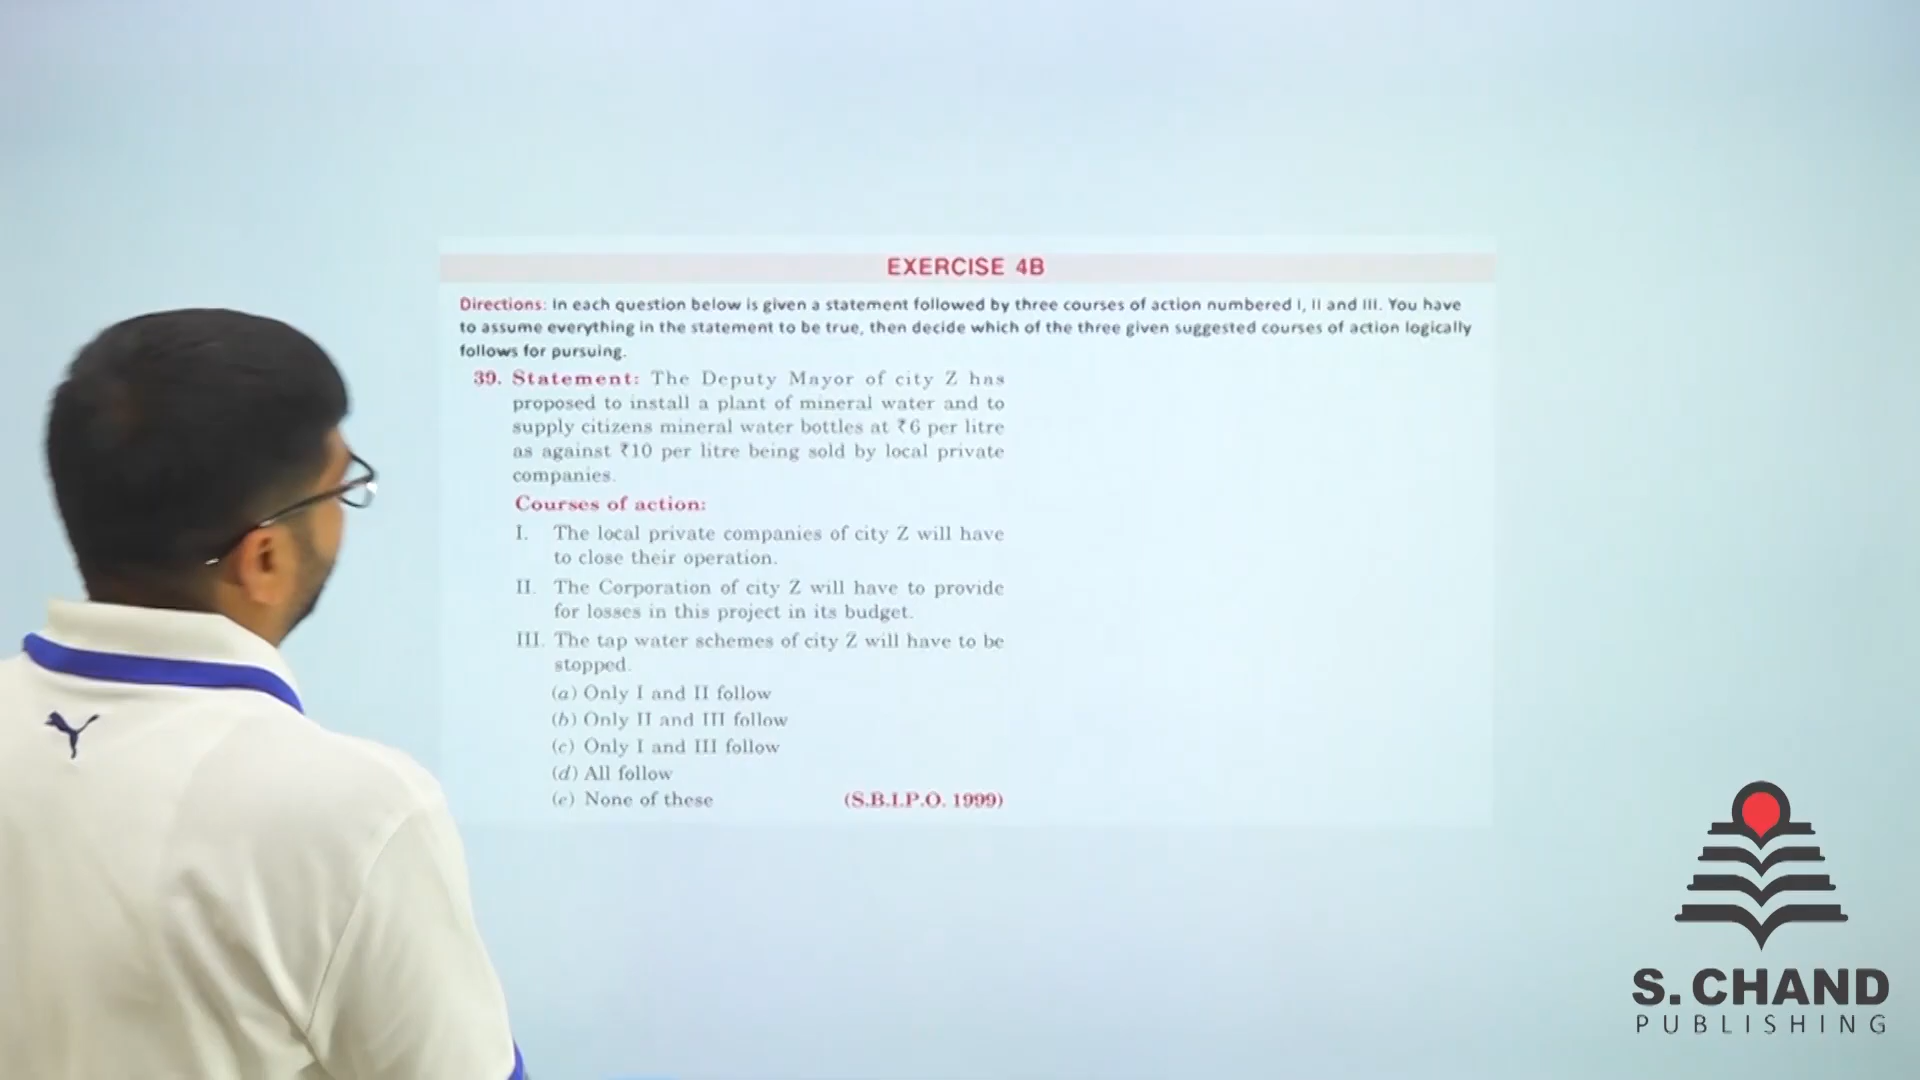 EXERCISE 4B
Directions: In each question below is given a statement followed by three courses of action numbered I, II and III. You have
to assume everything in the statement to be true, then decide which of the three given suggested courses of action logically
follows for pursuing.
39. Statement: The Deputy Mayor of city Z has
proposed to install a plant of mineral water and to
supply citizens mineral water bottles at ₹6 per litre
as against ₹10 per litre being sold by local private
companies.
Courses of action:
I. The local private companies of city Z will have
to close their operation.
II. The Corporation of city Z will have to provide
for losses in this project in its budget.
III. The tap water schemes of city Z will have to be
stopped.
(a) Only I and II follow
(b) Only II and III follow
(c) Only I and III follow
(d) All follow
(e) None of these (S.B.I.P.O. 1999)
S. CHAND
PUBLISHING